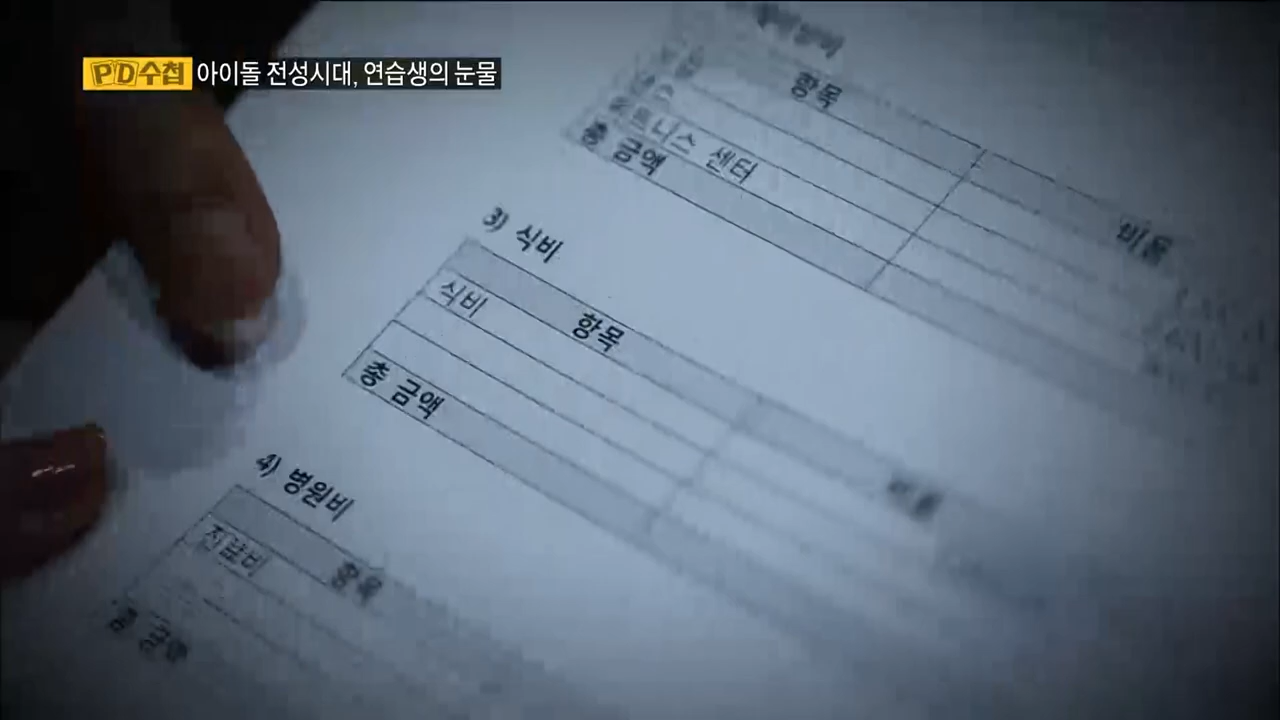 PD수첩 아이돌 전성시대, 연습생의 눈물
항목 비용
트니스 센터
총 금액
3) 식비
항목
식비
총 금액
4) 병원비
항목
진료비